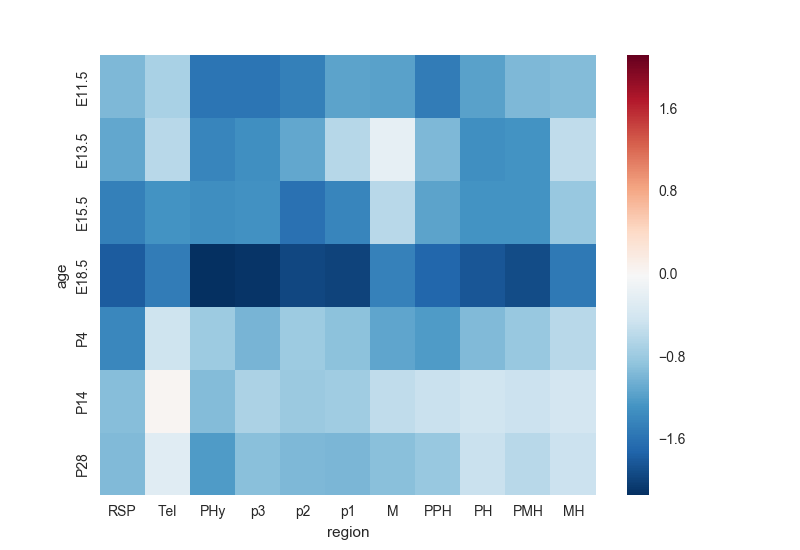 E11.5
E13.5
E15.5
E18.5
P4
P14
P28
age
RSP Tel PHy p3 p2 p1 M PPH PH PMH MH
region
1.6
0.8
0.0
−0.8
−1.6